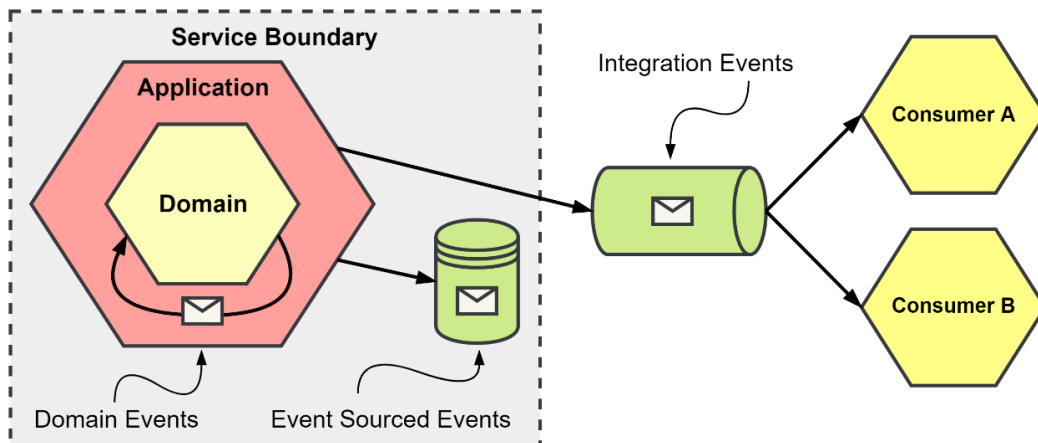 Service Boundary
Application
Domain
Domain Events
Event Sourced Events
Integration Events
Consumer A
Consumer B